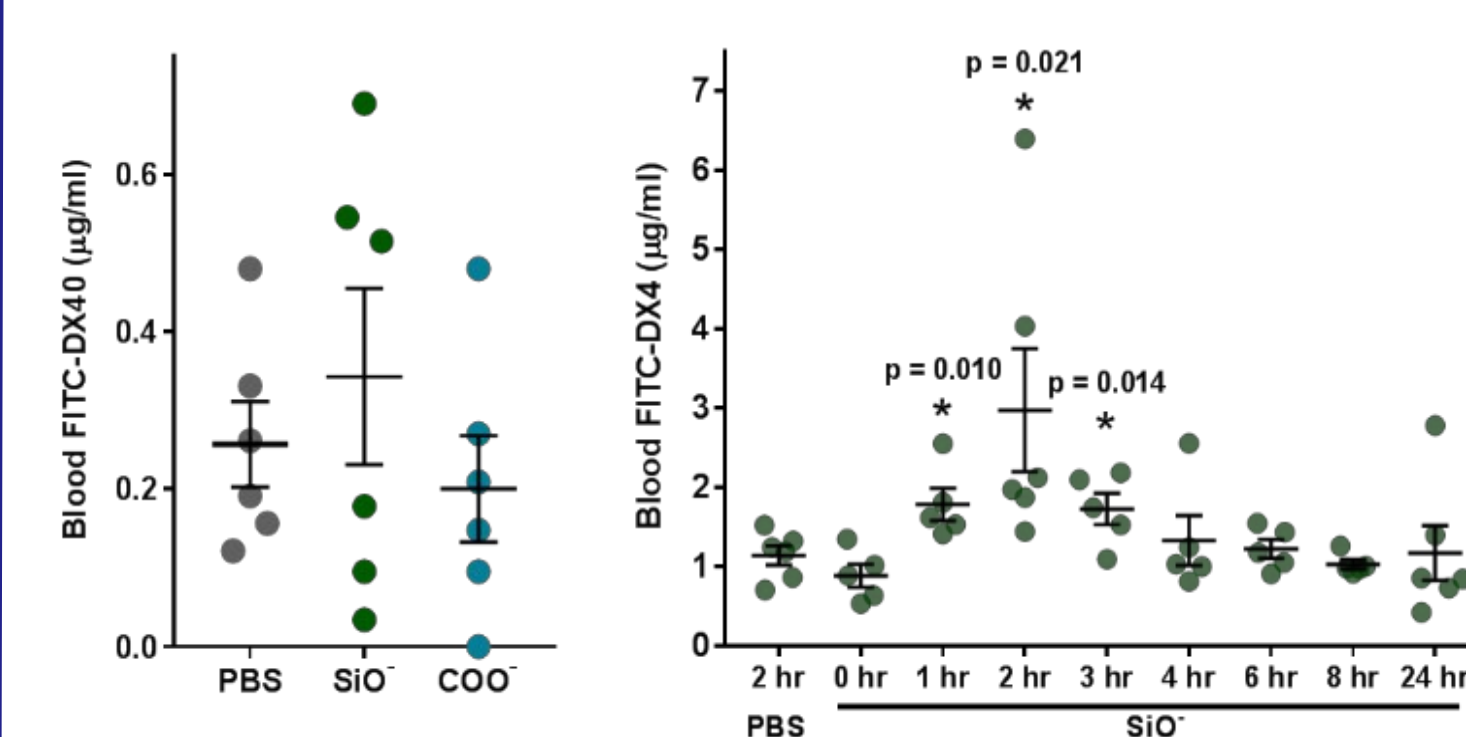 Blood FITC-DX40 (μg/ml)
0.6
0.4
0.2
0.0
PBS SiO⁻ COO⁻
Blood FITC-DX4 (μg/ml)
7
6
5
4
3
2
1
0
p = 0.021
*
p = 0.010
*
p = 0.014
*
2 hr 0 hr 1 hr 2 hr 3 hr 4 hr 6 hr 8 hr 24 hr
PBS SiO⁻